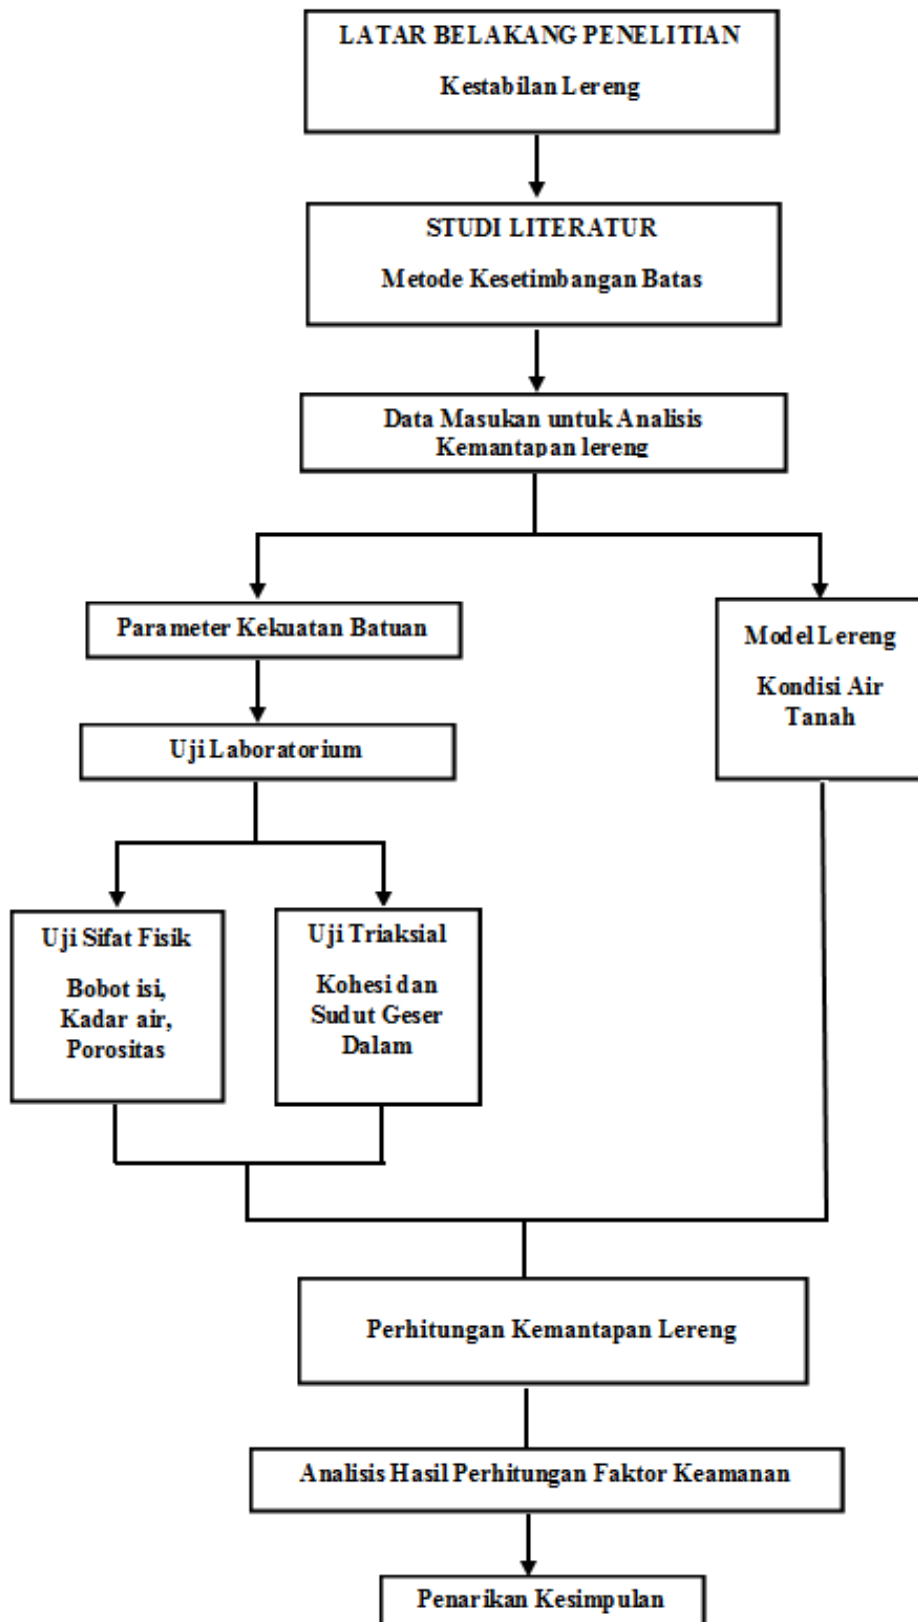 LATAR BELAKANG PENELITIAN
Kestabilan Lereng
STUDI LITERATUR
Metode Kesetimbangan Batas
Data Masukan untuk Analisis
Kemantapan lereng
Parameter Kekuatan Batuan
Model Lereng
Kondisi Air
Tanah
Uji Laboratorium
Uji Sifat Fisik
Bobot isi,
Kadar air,
Porositas
Uji Triaksial
Kohesi dan
Sudut Geser
Dalam
Perhitungan Kemantapan Lereng
Analisis Hasil Perhitungan Faktor Keamanan
Penarikan Kesimpulan